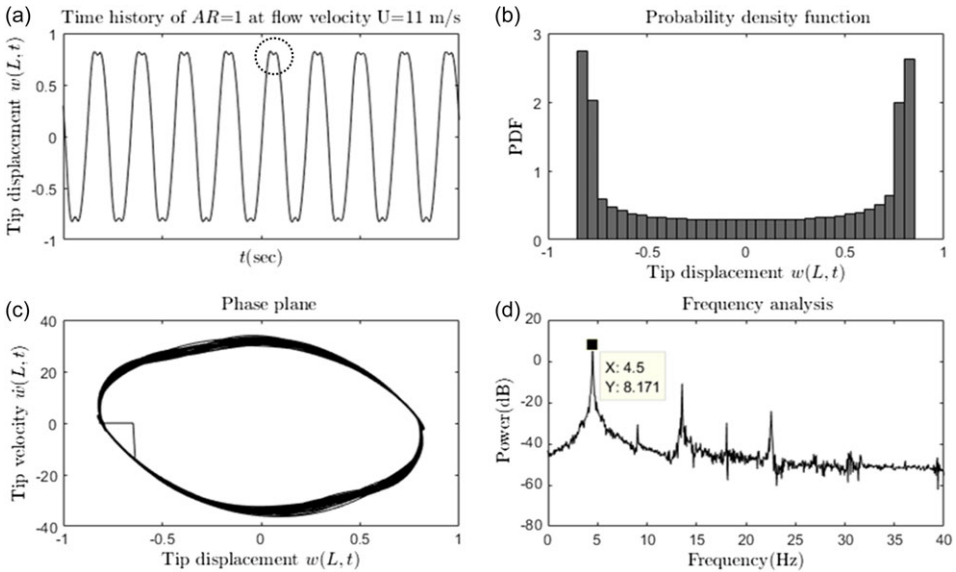 (a) Time history of AR=1 at flow velocity U=11 m/s
Tip displacement w(L, t)
1
0.5
0
-0.5
-1
t(sec)
(b) Probability density function
PDF
3
2
1
0
-0.5 0 0.5 1
Tip displacement w(L, t)
(c) Phase plane
Tip velocity ẇ(L, t)
40
20
0
-20
-40
-1 -0.5 0 0.5 1
Tip displacement w(L, t)
(d) Frequency analysis
Power(dB)
20
0
-20
-40
-60
-80
X: 4.5
Y: 8.171
0 5 10 15 20 25 30 35 40
Frequency(Hz)